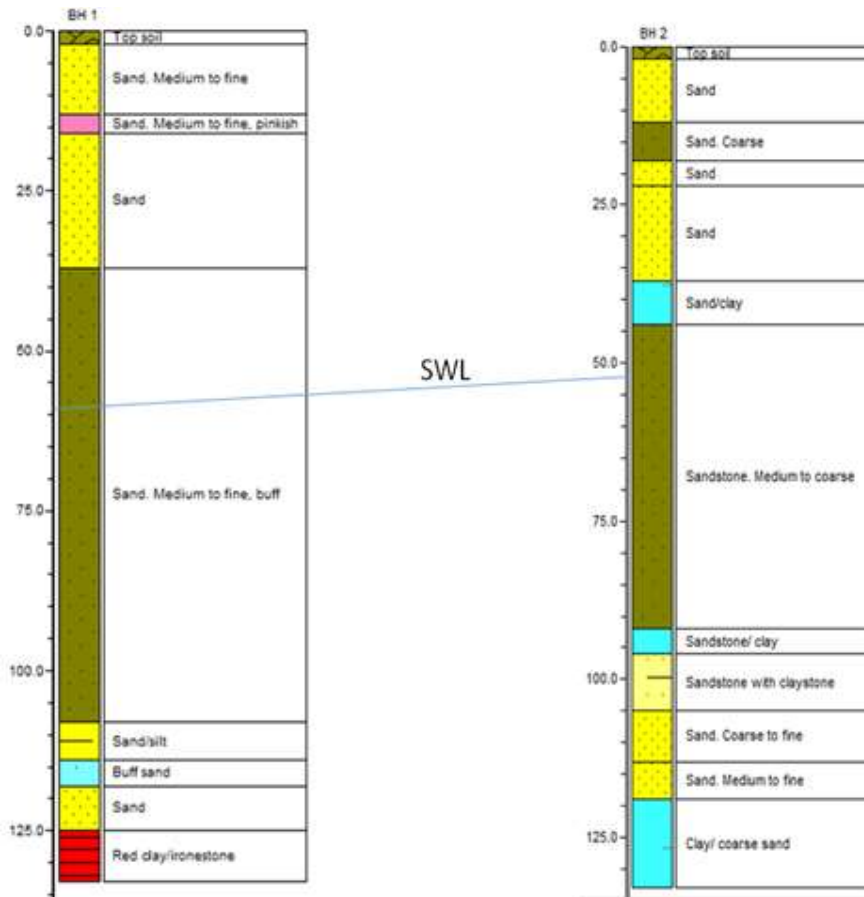 BH 1
0.0
Top soil
Sand. Medium to fine
Sand. Medium to fine, pinkish
25.0
Sand
50.0
Sand. Medium to fine, buff
75.0
100.0
Sand/silt
Buff sand
Sand
125.0
Red clay/ironestone
SWL
BH 2
0.0
Top soil
Sand
Sand. Coarse
Sand
25.0
Sand
Sand/clay
50.0
Sandstone. Medium to coarse
75.0
Sandstone/ clay
100.0
Sandstone with claystone
Sand. Coarse to fine
Sand. Medium to fine
125.0
Clay/ coarse sand